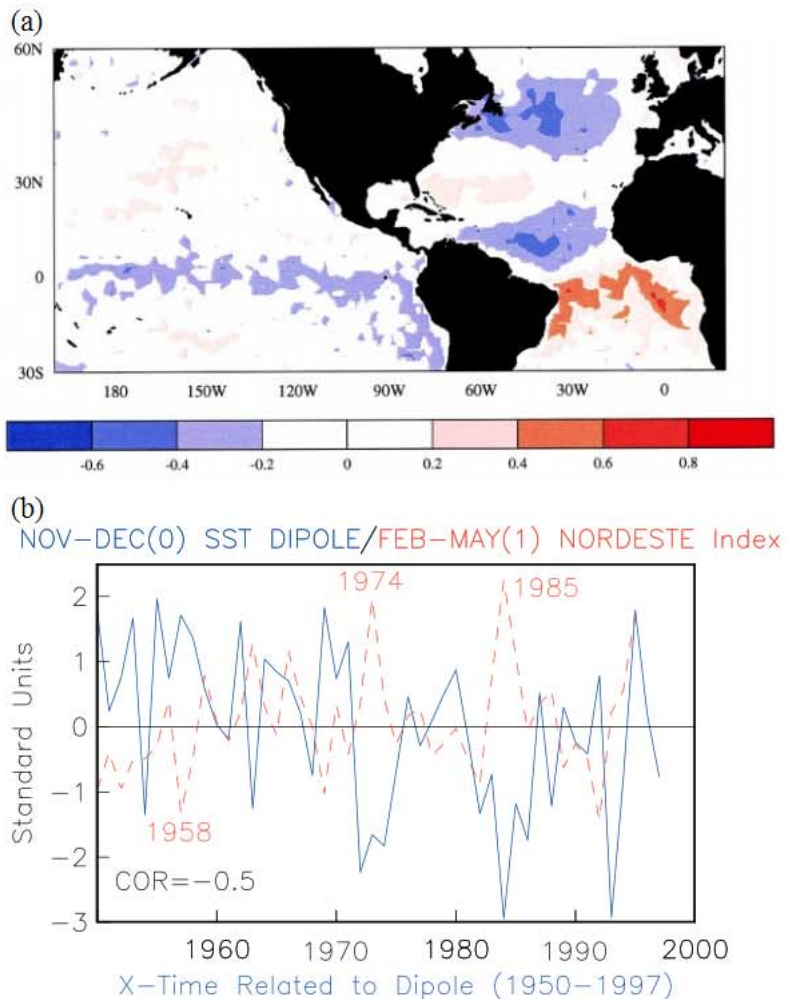 (a)
60N
30N
0
30S
180 150W 120W 90W 60W 30W 0
-0.6 -0.4 -0.2 0 0.2 0.4 0.6 0.8
(b)
NOV-DEC(0) SST DIPOLE/FEB-MAY(1) NORDESTE Index
2
1
0
-1
-2
-3
Standard Units
1974
1985
1958
COR=-0.5
1960 1970 1980 1990 2000
X-Time Related to Dipole (1950-1997)